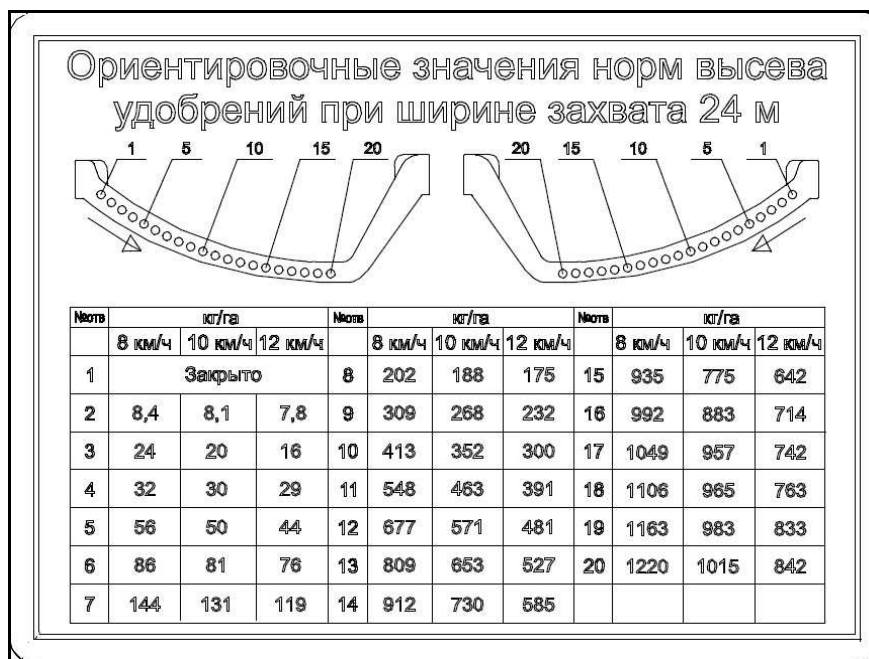 Ориентировочные значения норм высева
удобрений при ширине захвата 24 м
1 5 10 15 20 20 15 10 5 1
№отв кг/га №отв кг/га №отв кг/га
8 км/ч 10 км/ч 12 км/ч 8 км/ч 10 км/ч 12 км/ч 8 км/ч 10 км/ч 12 км/ч
1 Закрыто 8 202 188 175 15 935 775 642
2 8,4 8,1 7,8 9 309 268 232 16 992 883 714
3 24 20 16 10 413 352 300 17 1049 957 742
4 32 30 29 11 548 463 391 18 1106 965 763
5 56 50 44 12 677 571 481 19 1163 983 833
6 86 81 76 13 809 653 527 20 1220 1015 842
7 144 131 119 14 912 730 585